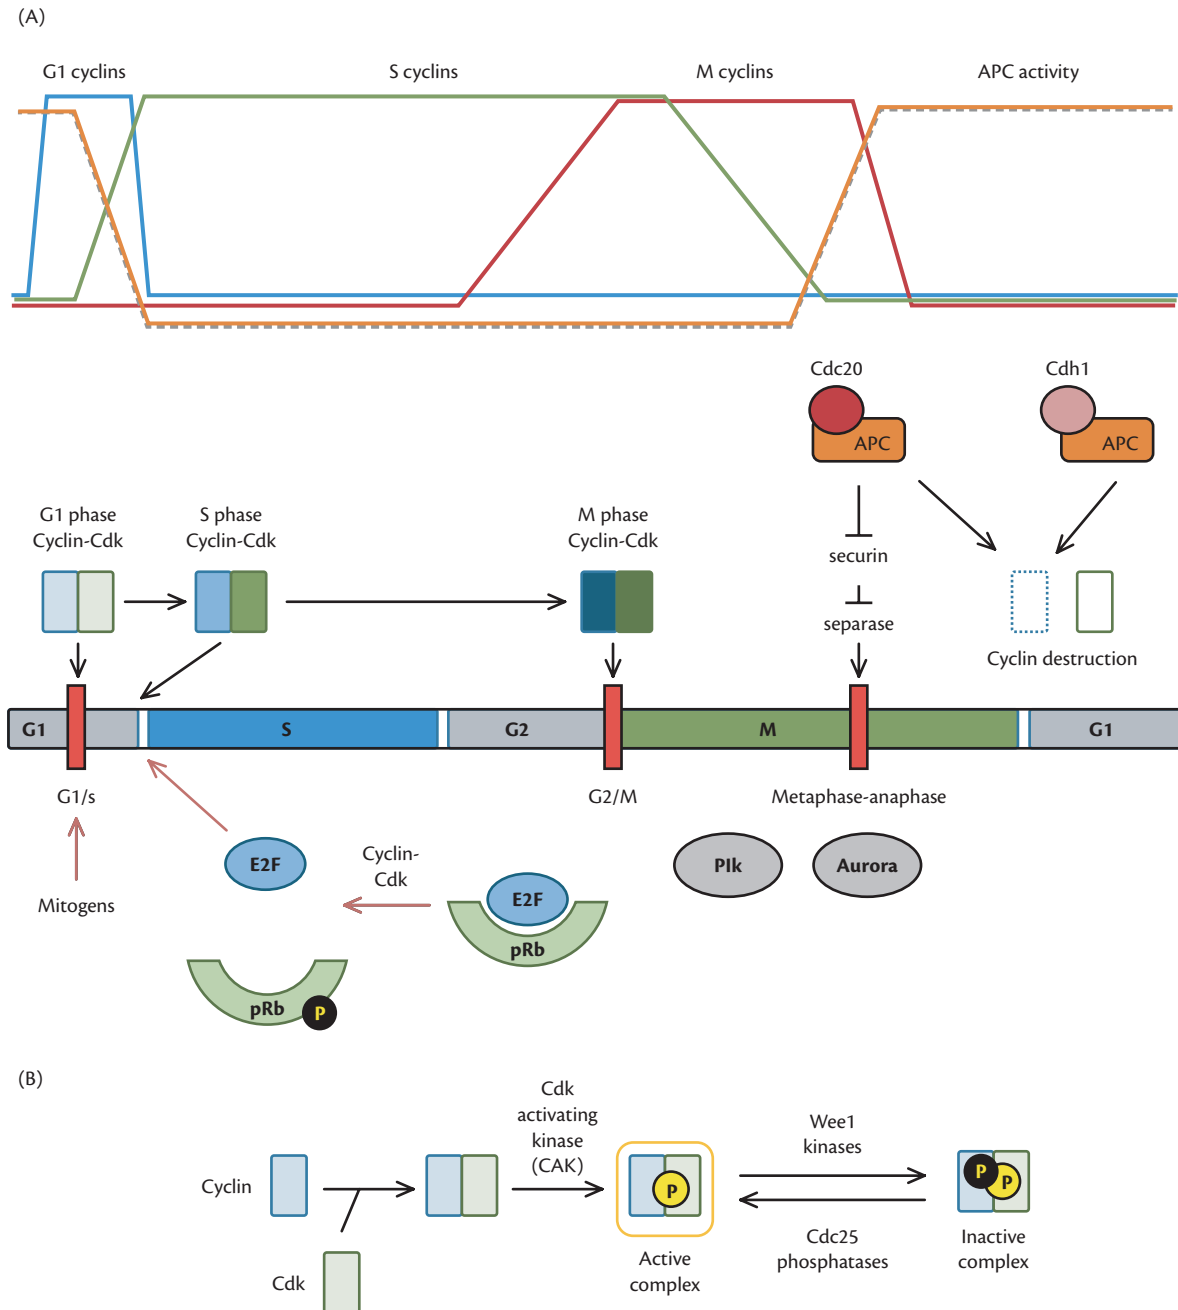 (A)
G1 cyclins
S cyclins
M cyclins
APC activity
Cdc20
APC
Cdh1
APC
G1 phase
Cyclin-Cdk
S phase
Cyclin-Cdk
M phase
Cyclin-Cdk
securin
separase
Cyclin destruction
G1
S
G2
M
G1
G1/s
G2/M
Metaphase-anaphase
Mitogens
E2F
Cyclin-
Cdk
E2F
pRb
pRb
P
Plk
Aurora
(B)
Cyclin
Cdk
Cdk
activating
kinase
(CAK)
P
Active
complex
Wee1
kinases
Cdc25
phosphatases
P
P
Inactive
complex